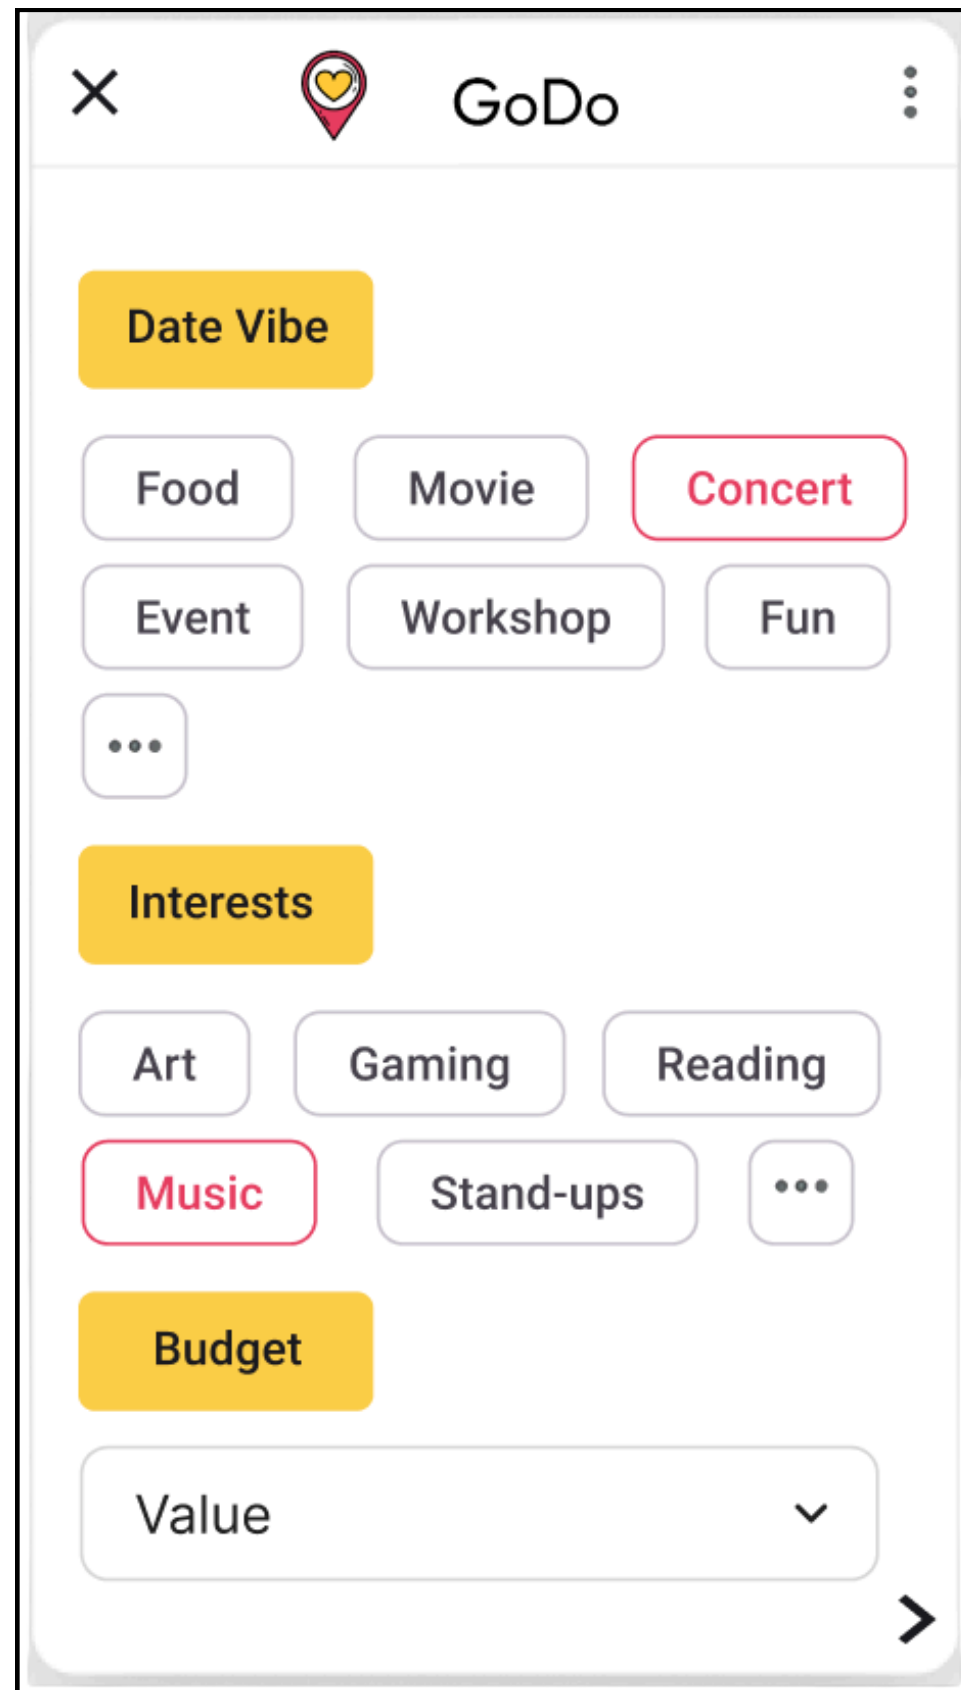 GoDo
Date Vibe
Food Movie Concert
Event Workshop Fun
...
Interests
Art Gaming Reading
Music Stand-ups ...
Budget
Value